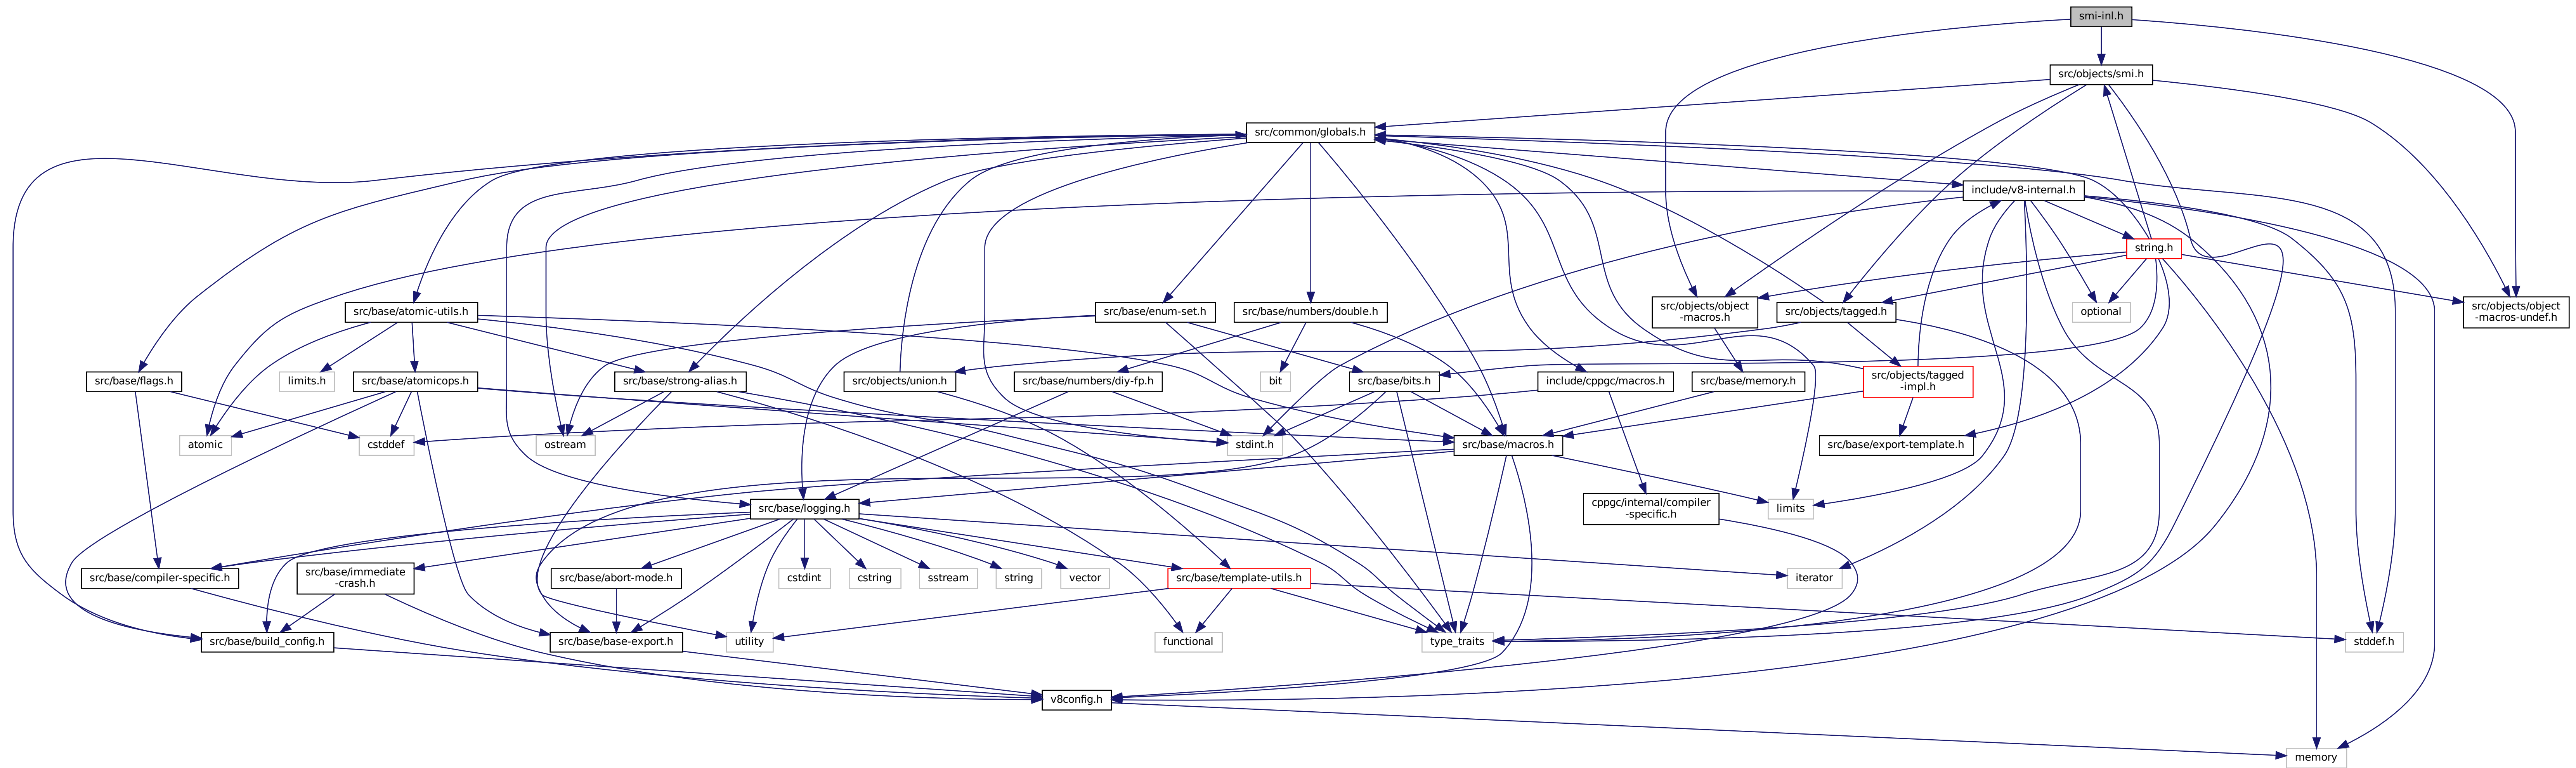 smi-inl.h
src/objects/smi.h
src/common/globals.h
include/v8-internal.h
string.h
src/base/atomic-utils.h
src/base/enum-set.h
src/base/numbers/double.h
src/objects/object
-macros.h
src/objects/tagged.h
optional
src/objects/object
-macros-undef.h
src/base/flags.h
limits.h
src/base/atomicops.h
src/base/strong-alias.h
src/objects/union.h
src/base/numbers/diy-fp.h
bit
src/base/bits.h
include/cppgc/macros.h
src/base/memory.h
src/objects/tagged
-impl.h
atomic
cstddef
ostream
stdint.h
src/base/macros.h
src/base/export-template.h
src/base/logging.h
cppgc/internal/compiler
-specific.h
limits
src/base/compiler-specific.h
src/base/immediate
-crash.h
src/base/abort-mode.h
cstdint
cstring
sstream
string
vector
src/base/template-utils.h
iterator
src/base/build_config.h
src/base/base-export.h
utility
functional
type_traits
stddef.h
v8config.h
memory